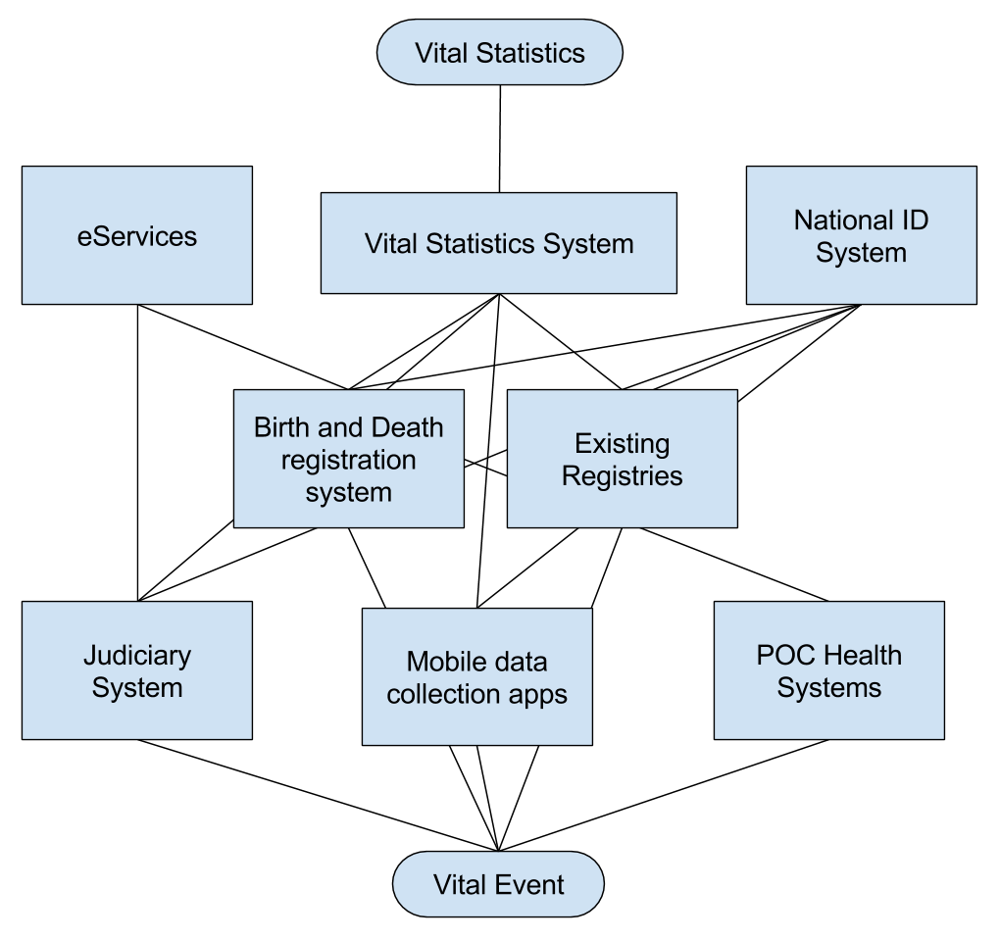 Vital Statistics
eServices
Vital Statistics System
National ID
System
Birth and Death
registration
system
Existing
Registries
Judiciary
System
Mobile data
collection apps
POC Health
Systems
Vital Event